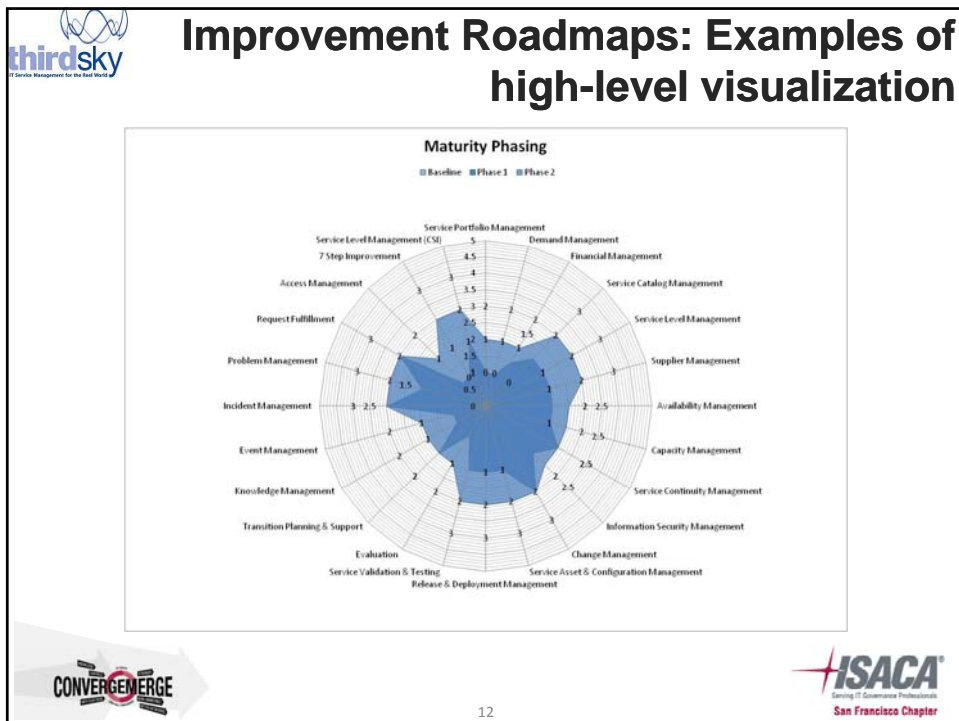 thirdsky
IT Service Management for the Real World
Improvement Roadmaps: Examples of
high-level visualization
Maturity Phasing
Baseline Phase 1 Phase 2
Service Portfolio Management
Demand Management
Financial Management
Service Catalog Management
Service Level Management
Supplier Management
Availability Management
Capacity Management
Service Continuity Management
Information Security Management
Change Management
Service Asset & Configuration Management
Release & Deployment Management
Service Validation & Testing
Evaluation
Transition Planning & Support
Knowledge Management
Event Management
Incident Management
Problem Management
Request Fulfillment
Access Management
7 Step Improvement
Service Level Management (CSI)
5
4.5
4
3.5
3
2.5
2
1.5
1
0.5
0
CONVERGEMERGE
12
ISACA
Serving IT Governance Professionals
San Francisco Chapter